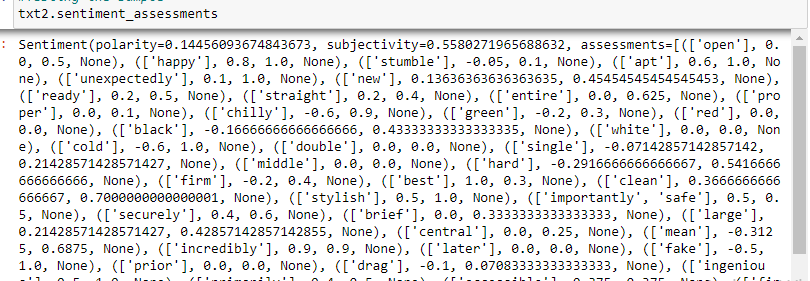 txt2.sentiment_assessments
: Sentiment(polarity=0.14456093674843673, subjectivity=0.5580271965688632, assessments=[(['open'], 0.
0, 0.5, None), (['happy'], 0.8, 1.0, None), (['stumble'], -0.05, 0.1, None), (['apt'], 0.6, 1.0, No
ne), (['unexpectedly'], 0.1, 1.0, None), (['new'], 0.13636363636363635, 0.45454545454545453, None),
(['ready'], 0.2, 0.5, None), (['straight'], 0.2, 0.4, None), (['entire'], 0.0, 0.625, None), (['pro
per'], 0.0, 0.1, None), (['chilly'], -0.6, 0.9, None), (['green'], -0.2, 0.3, None), (['red'], 0.0,
0.0, None), (['black'], -0.16666666666666666, 0.43333333333333335, None), (['white'], 0.0, 0.0, Non
e), (['cold'], -0.6, 1.0, None), (['double'], 0.0, 0.0, None), (['single'], -0.07142857142857142,
0.21428571428571427, None), (['middle'], 0.0, 0.0, None), (['hard'], -0.2916666666666667, 0.5416666
666666666, None), (['firm'], -0.2, 0.4, None), (['best'], 1.0, 0.3, None), (['clean'], 0.3666666666
666667, 0.7000000000000001, None), (['stylish'], 0.5, 1.0, None), (['importantly', 'safe'], 0.5, 0.
5, None), (['securely'], 0.4, 0.6, None), (['brief'], 0.0, 0.3333333333333333, None), (['large'],
0.21428571428571427, 0.42857142857142855, None), (['central'], 0.0, 0.25, None), (['mean'], -0.312
5, 0.6875, None), (['incredibly'], 0.9, 0.9, None), (['later'], 0.0, 0.0, None), (['fake'], -0.5,
1.0, None), (['prior'], 0.0, 0.0, None), (['drag'], -0.1, 0.07083333333333333, None), (['ingeniou